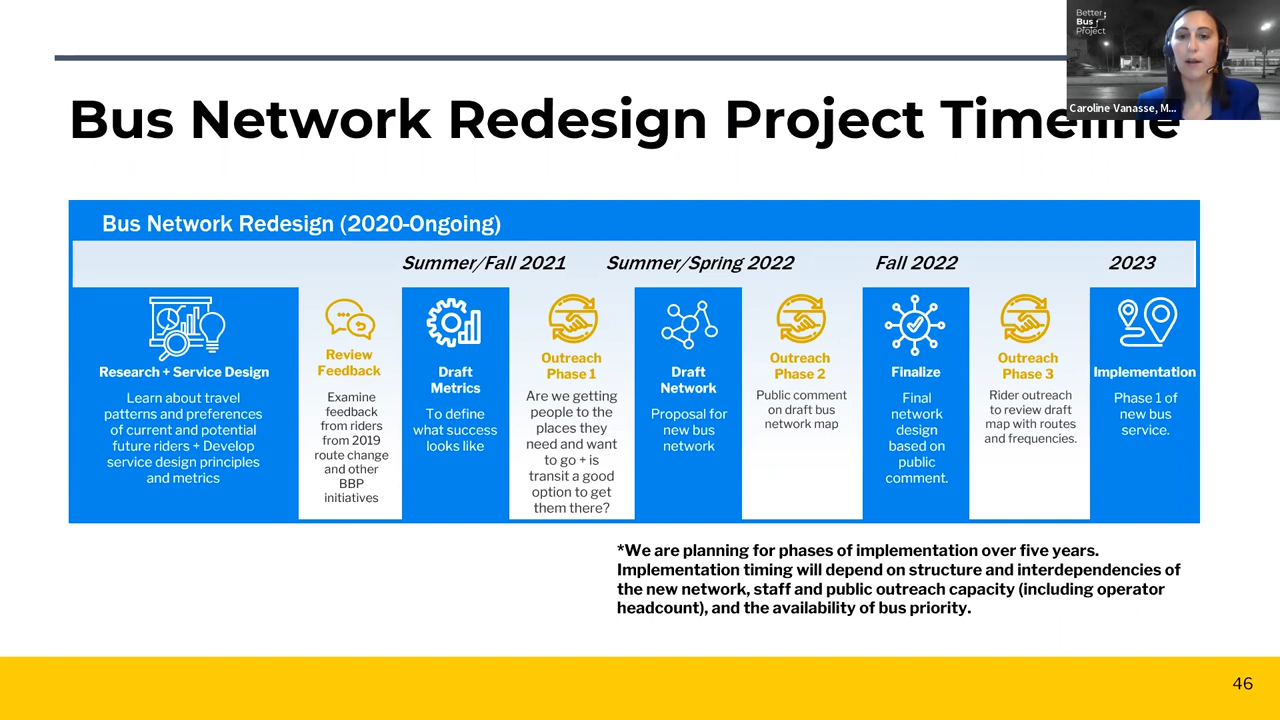 Better
Bus
Project
Caroline Vanasse, M...
Bus Network Redesign Project Timeline
Bus Network Redesign (2020-Ongoing)
Summer/Fall 2021 Summer/Spring 2022 Fall 2022 2023
Research + Service Design
Learn about travel
patterns and preferences
of current and potential
future riders + Develop
service design principles
and metrics
Review
Feedback
Examine
feedback
from riders
from 2019
route change
and other
BBP
initiatives
Draft
Metrics
To define
what success
looks like
Outreach
Phase 1
Are we getting
people to the
places they
need and want
to go + is
transit a good
option to get
them there?
Draft
Network
Proposal for
new bus
network
Outreach
Phase 2
Public comment
on draft bus
network map
Finalize
Final
network
design
based on
public
comment.
Outreach
Phase 3
Rider outreach
to review draft
map with routes
and frequencies.
Implementation
Phase 1 of
new bus
service.
*We are planning for phases of implementation over five years.
Implementation timing will depend on structure and interdependencies of
the new network, staff and public outreach capacity (including operator
headcount), and the availability of bus priority.
46